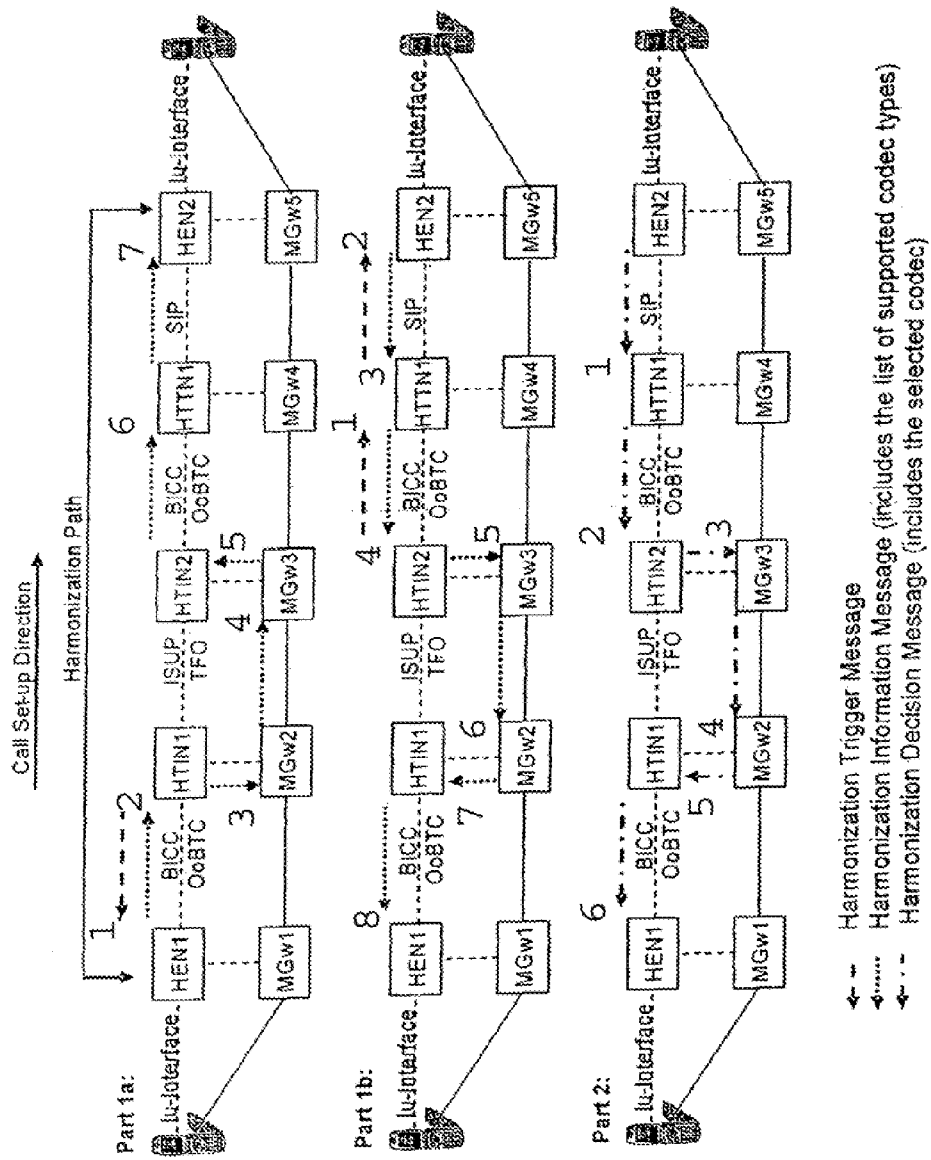 Call Set-up Direction
Harmonization Path
Part 1a:
1 2 3 4 5 6 7
Iu-Interface HEN1 BICC HTIN1 ISUP HTIN2 BICC HTTN1 SIP HEN2 Iu-Interface
OoBTC TFO OoBTC
MGw1 MGw2 MGw3 MGw4 MGw5
Part 1b:
8 7 6 5 4 1 3 2
Iu-Interface HEN1 BICC HTIN1 ISUP HTIN2 BICC HTTN1 SIP HEN2 Iu-Interface
OoBTC TFO OoBTC
MGw1 MGw2 MGw3 MGw4 MGw5
Part 2:
6 5 4 3 2 1
Iu-Interface HEN1 BICC HTIN1 ISUP HTIN2 BICC HTTN1 SIP HEN2 Iu-Interface
OoBTC TFO OoBTC
MGw1 MGw2 MGw3 MGw4 MGw5
Harmonization Trigger Message
Harmonization Information Message (includes the list of supported codec types)
Harmonization Decision Message (includes the selected codec)